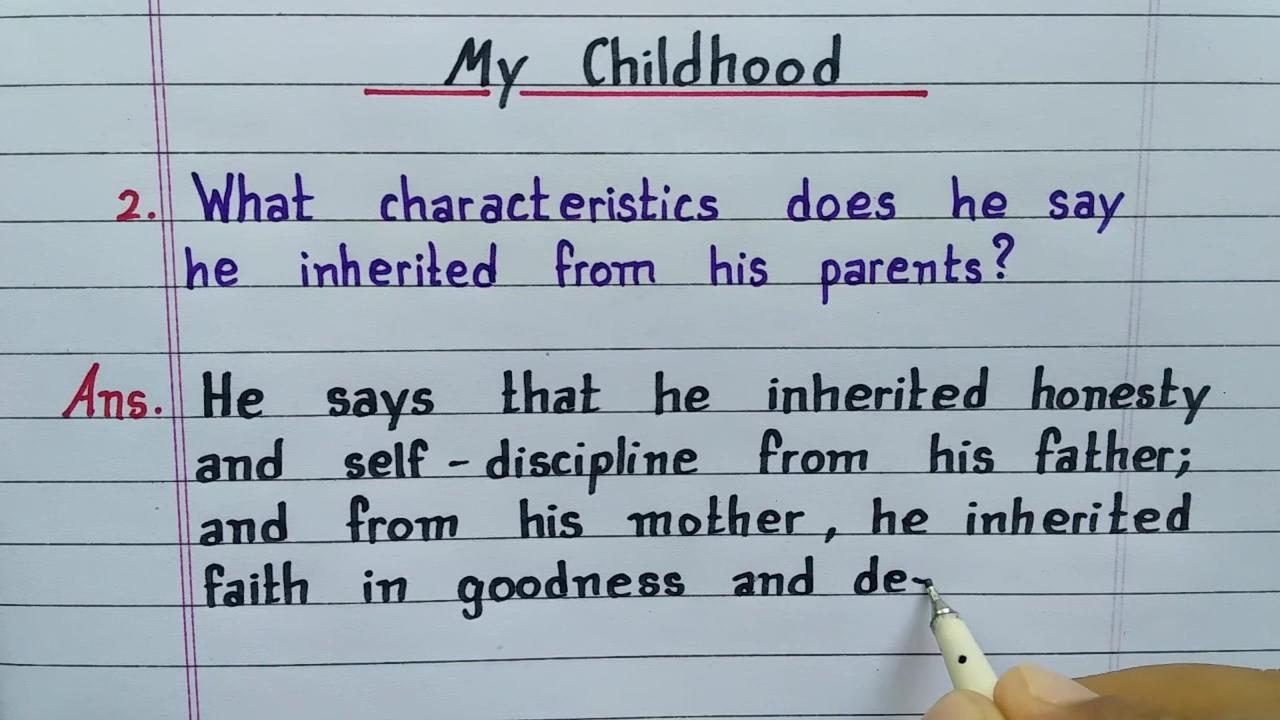 My Childhood
2. What characteristics does he say
he inherited from his parents?
Ans. He says that he inherited honesty
and self-discipline from his father;
and from his mother, he inherited
faith in goodness and de